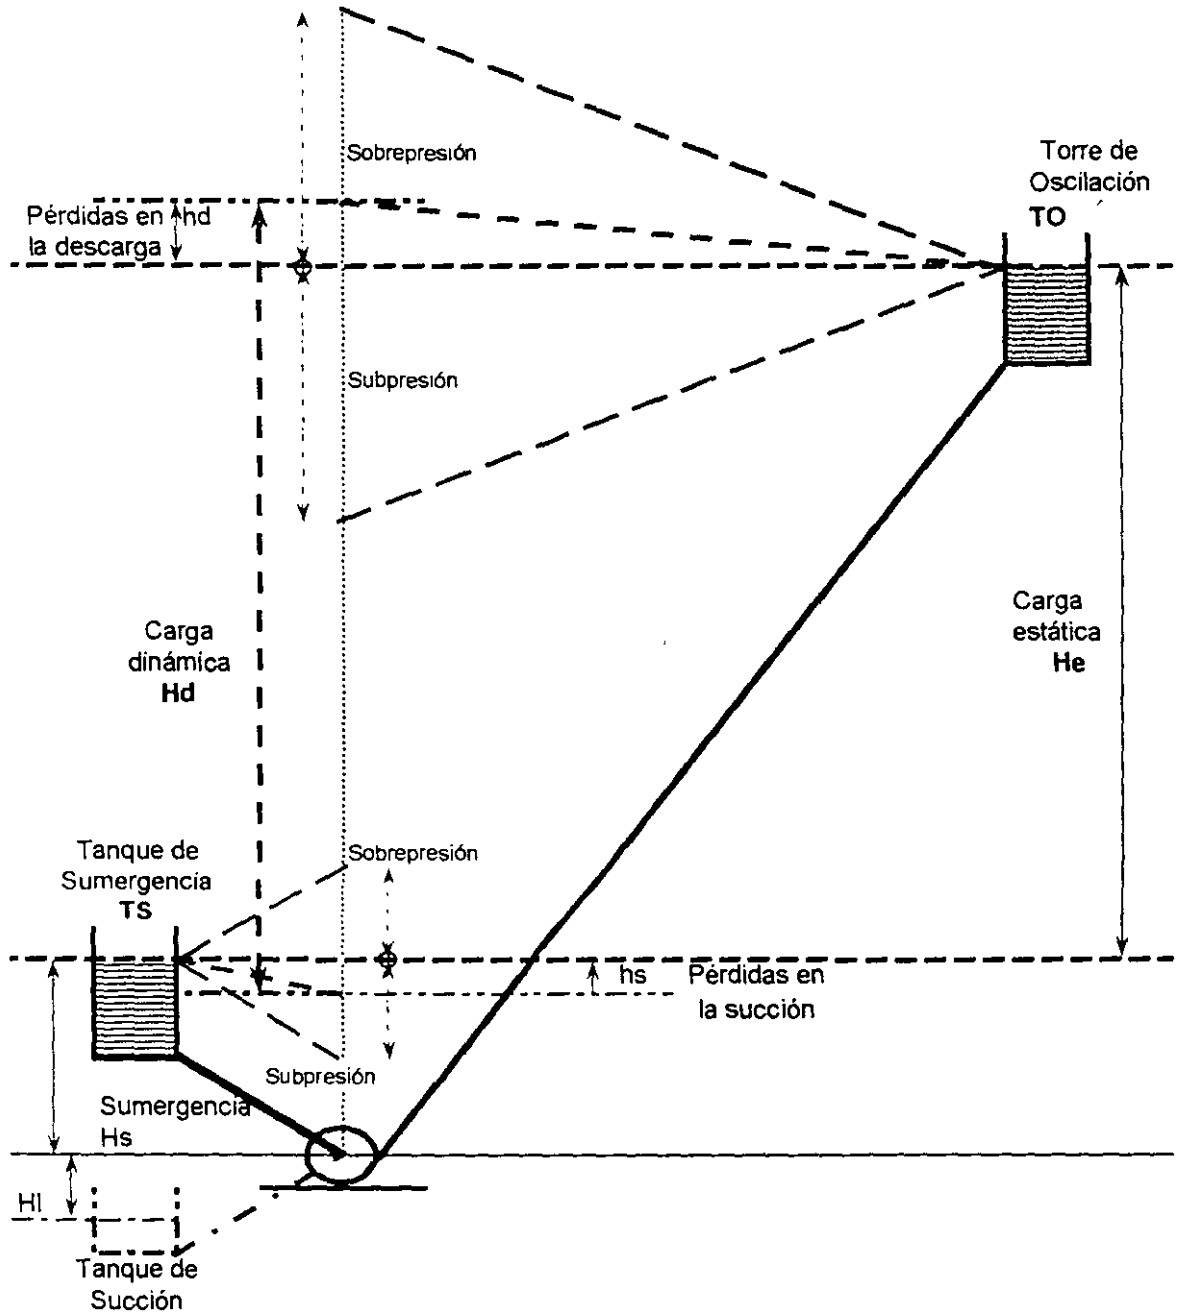 Sobrepresión
Torre de
Oscilación
TO
Pérdidas en hd
la descarga
Subpresión
Carga
dinámica
Hd
Carga
estática
He
Tanque de
Sumergencia
TS
Sobrepresión
hs Pérdidas en
la succión
Subpresión
Sumergencia
Hs
Hl
Tanque de
Succión